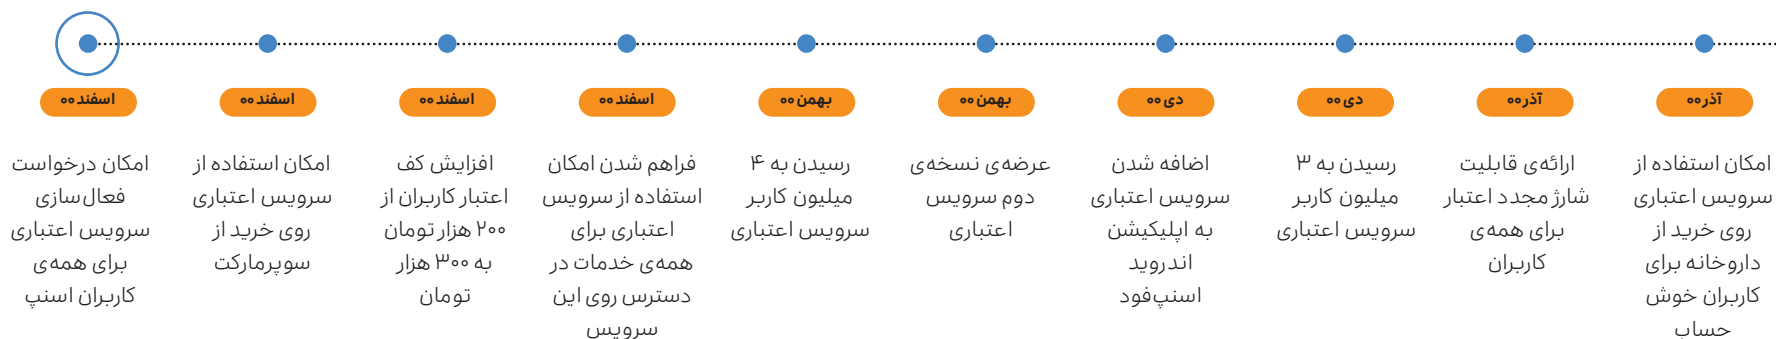 آذر ۰۰
امکان استفاده از
سرویس اعتباری
روی خرید از
داروخانه برای
کاربران خوش
حساب
آذر ۰۰
ارائه‌ی قابلیت
شارژ مجدد اعتبار
برای همه‌ی
کاربران
دی ۰۰
رسیدن به ۳
میلیون کاربر
سرویس اعتباری
دی ۰۰
اضافه شدن
سرویس اعتباری
به اپلیکیشن
اندروید
اسنپ‌فود
بهمن ۰۰
عرضه‌ی نسخه‌ی
دوم سرویس
اعتباری
بهمن ۰۰
رسیدن به ۴
میلیون کاربر
سرویس اعتباری
اسفند ۰۰
فراهم شدن امکان
استفاده از سرویس
اعتباری برای
همه‌ی خدمات در
دسترس روی این
سرویس
اسفند ۰۰
افزایش کف
اعتبار کاربران از
۲۰۰ هزار تومان
به ۳۰۰ هزار
تومان
اسفند ۰۰
امکان استفاده از
سرویس اعتباری
روی خرید از
سوپرمارکت
اسفند ۰۰
امکان درخواست
فعال‌سازی
سرویس اعتباری
برای همه‌ی
کاربران اسنپ